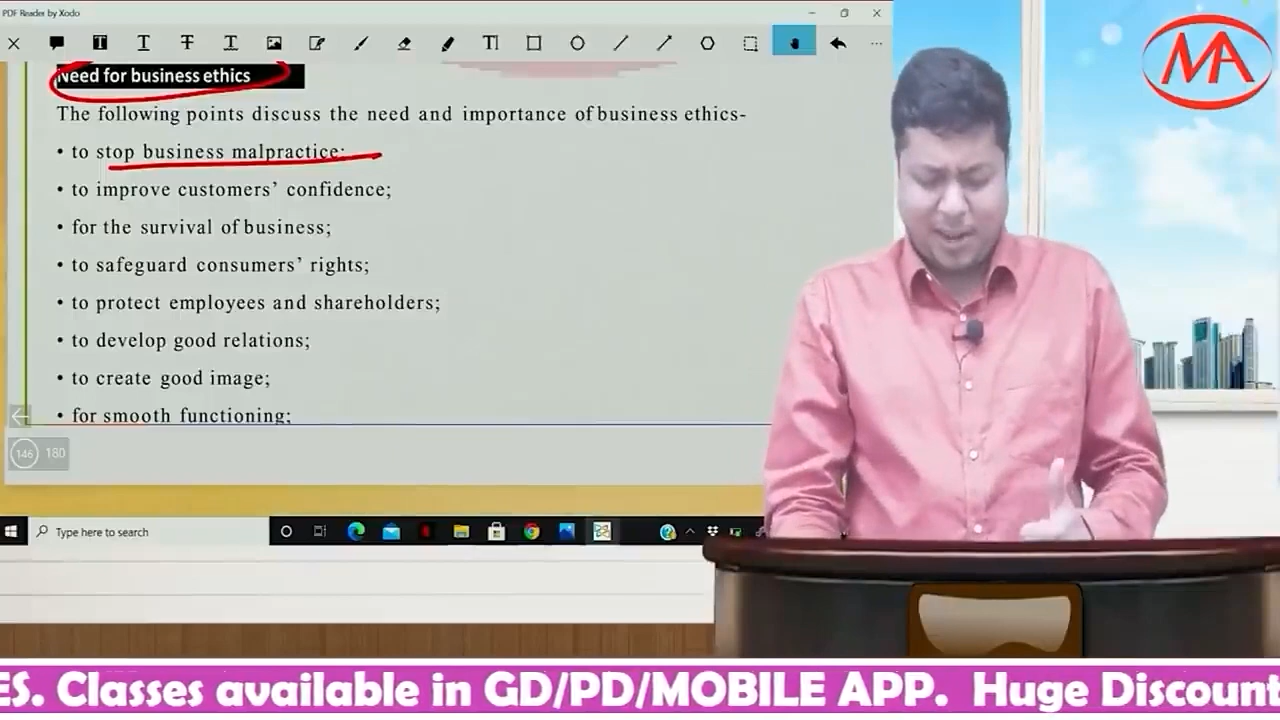 PDF Reader by Xodo
Need for business ethics
The following points discuss the need and importance of business ethics-
• to stop business malpractice;
• to improve customers’ confidence;
• for the survival of business;
• to safeguard consumers’ rights;
• to protect employees and shareholders;
• to develop good relations;
• to create good image;
• for smooth functioning;
146 180
Type here to search
MA
ES. Classes available in GD/PD/MOBILE APP. Huge Discount